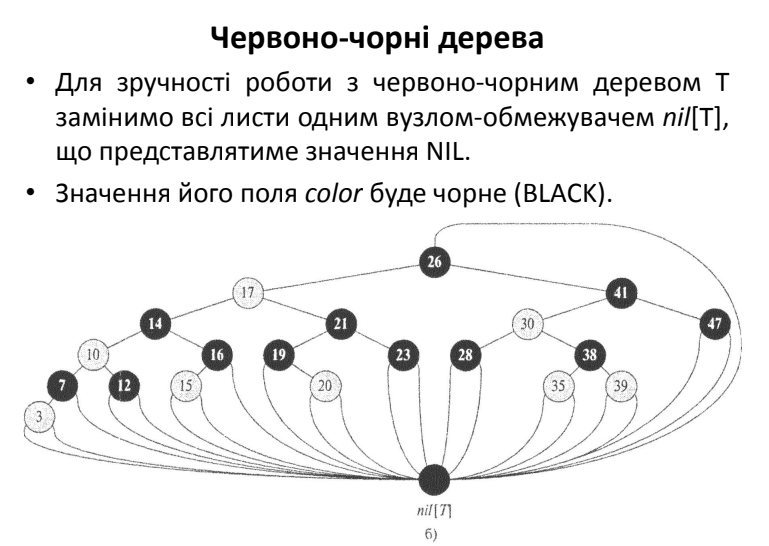 Червоно-чорні дерева
• Для зручності роботи з червоно-чорним деревом T
замінимо всі листи одним вузлом-обмежувачем nil[T],
що представлятиме значення NIL.
• Значення його поля color буде чорне (BLACK).
26
17 41
14 21 30 47
10 16 19 23 28 38
7 12 15 20 35 39
3
nil[T]
б)